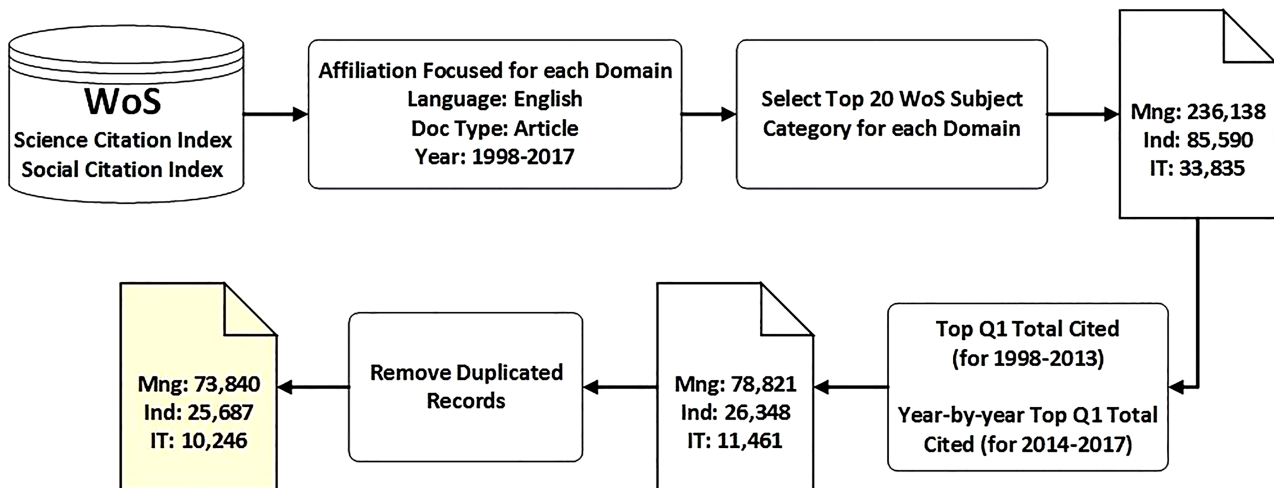 WoS
Science Citation Index
Social Citation Index
Affiliation Focused for each Domain
Language: English
Doc Type: Article
Year: 1998-2017
Select Top 20 WoS Subject
Category for each Domain
Mng: 236,138
Ind: 85,590
IT: 33,835
Top Q1 Total Cited
(for 1998-2013)
Year-by-year Top Q1 Total
Cited (for 2014-2017)
Mng: 78,821
Ind: 26,348
IT: 11,461
Remove Duplicated
Records
Mng: 73,840
Ind: 25,687
IT: 10,246